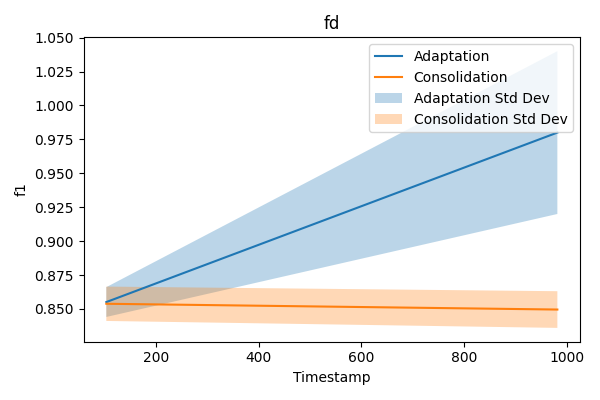 fd
1.050
1.025
1.000
0.975
0.950
0.925
0.900
0.875
0.850
f1
Adaptation
Consolidation
Adaptation Std Dev
Consolidation Std Dev
200
400
600
800
1000
Timestamp